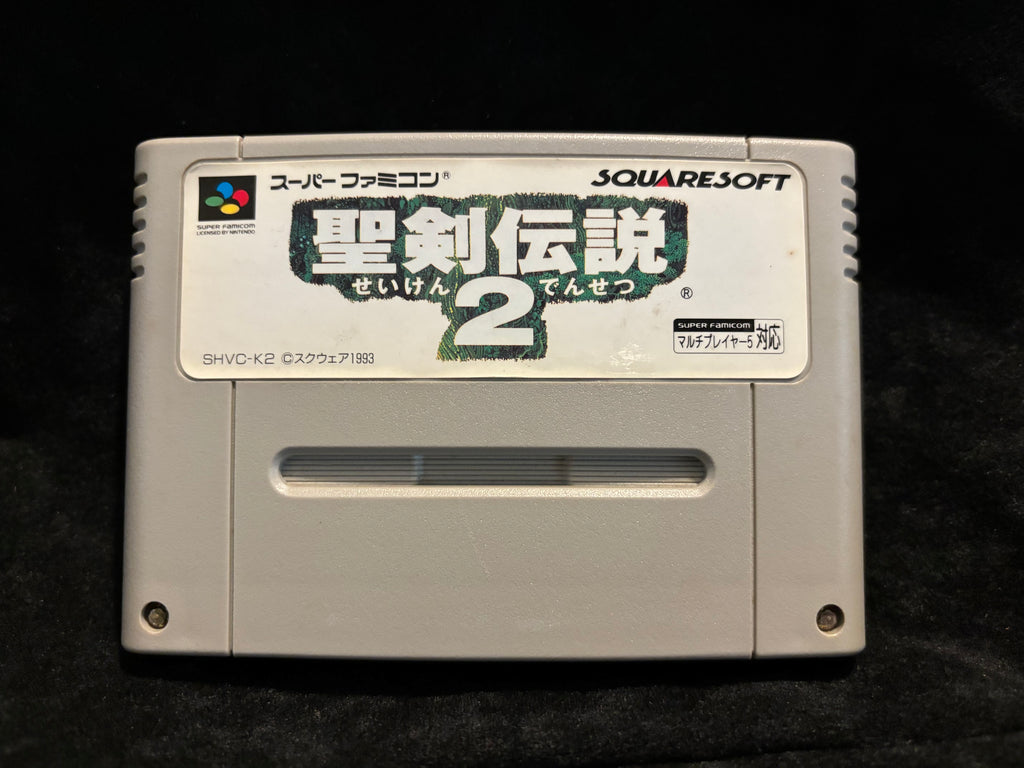 スーパーファミコン®
SQUARESOFT
SUPER FAMICOM
LICENSED BY NINTENDO
聖剣伝説
せいけん でんせつ
2
®
SUPER FAMICOM
マルチプレイヤー5 対応
SHVC-K2 ©スクウェア1993